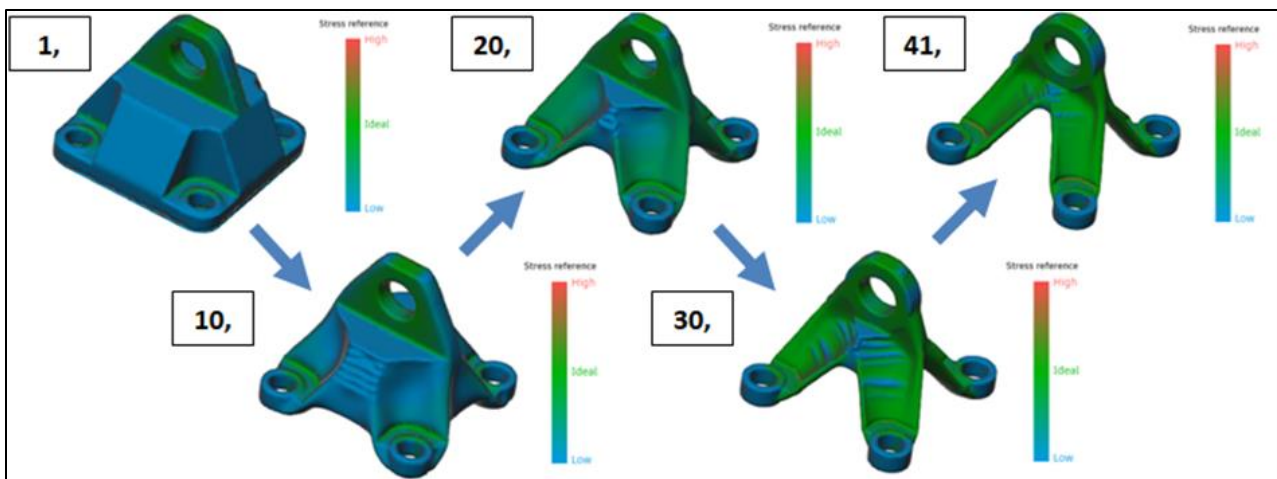 1,
Stress reference
High
Ideal
Low
20,
Stress reference
High
Ideal
Low
41,
Stress reference
High
Ideal
Low
10,
Stress reference
High
Ideal
Low
30,
Stress reference
High
Ideal
Low